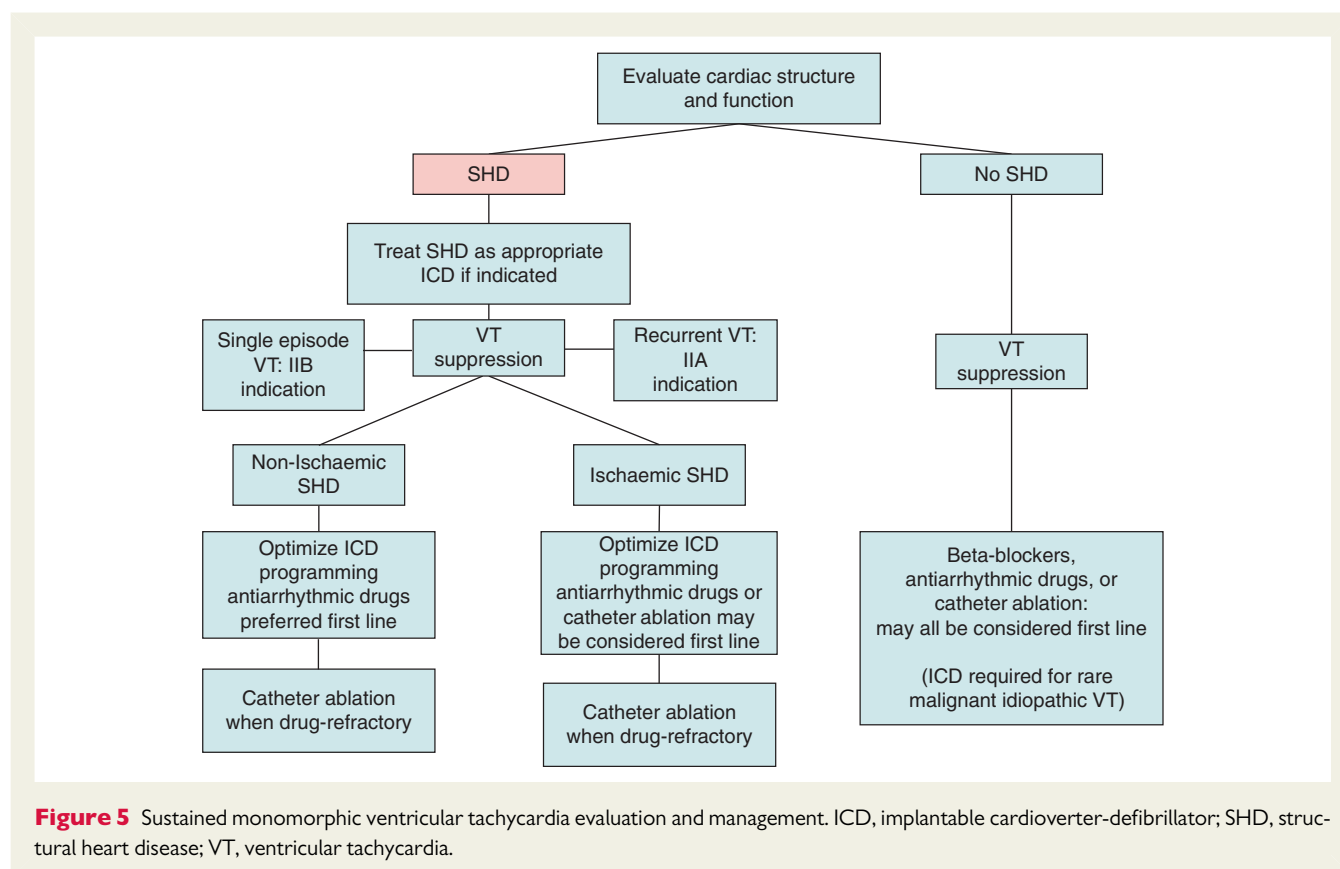 Evaluate cardiac structure
and function
SHD
No SHD
Treat SHD as appropriate
ICD if indicated
Single episode
VT: IIB
indication
VT
suppression
Recurrent VT:
IIA
indication
VT
suppression
Non-Ischaemic
SHD
Ischaemic SHD
Optimize ICD
programming
antiarrhythmic drugs
preferred first line
Optimize ICD
programming
antiarrhythmic drugs or
catheter ablation may
be considered first line
Beta-blockers,
antiarrhythmic drugs, or
catheter ablation:
may all be considered first line
(ICD required for rare
malignant idiopathic VT)
Catheter ablation
when drug-refractory
Catheter ablation
when drug-refractory
Figure 5 Sustained monomorphic ventricular tachycardia evaluation and management. ICD, implantable cardioverter-defibrillator; SHD, struc-
tural heart disease; VT, ventricular tachycardia.